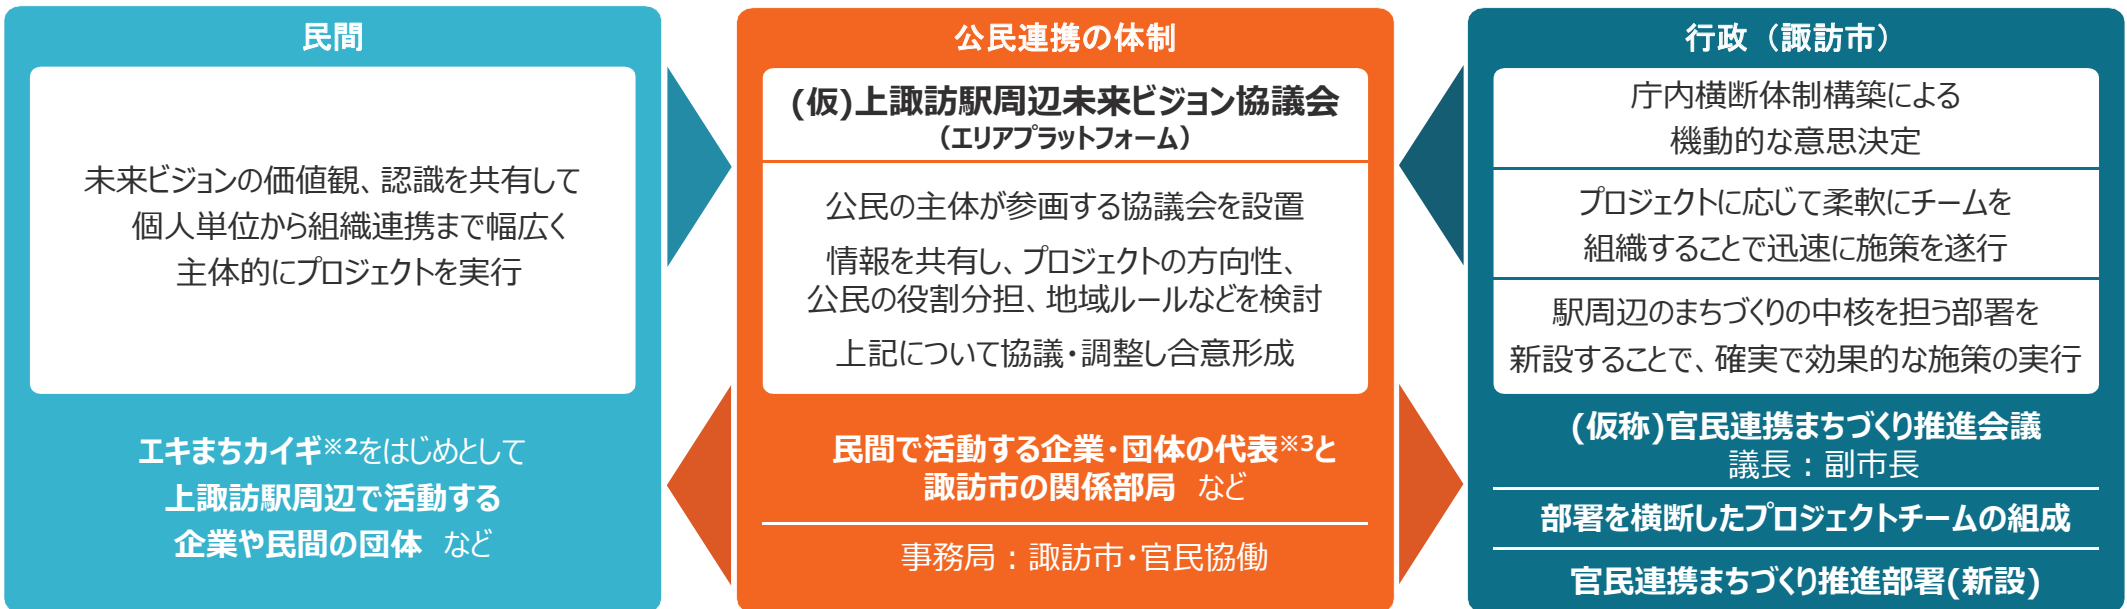 民間
未来ビジョンの価値観、認識を共有して
個人単位から組織連携まで幅広く
主体的にプロジェクトを実行
エキまちカイギ※2をはじめとして
上諏訪駅周辺で活動する
企業や民間の団体 など
公民連携の体制
(仮)上諏訪駅周辺未来ビジョン協議会
（エリアプラットフォーム）
公民の主体が参画する協議会を設置
情報を共有し、プロジェクトの方向性、
公民の役割分担、地域ルールなどを検討
上記について協議・調整し合意形成
民間で活動する企業・団体の代表※3と
諏訪市の関係部局 など
事務局：諏訪市・官民協働
行政（諏訪市）
庁内横断体制構築による
機動的な意思決定
プロジェクトに応じて柔軟にチームを
組織することで迅速に施策を遂行
駅周辺のまちづくりの中核を担う部署を
新設することで、確実で効果的な施策の実行
(仮称)官民連携まちづくり推進会議
議長：副市長
部署を横断したプロジェクトチームの組成
官民連携まちづくり推進部署(新設)